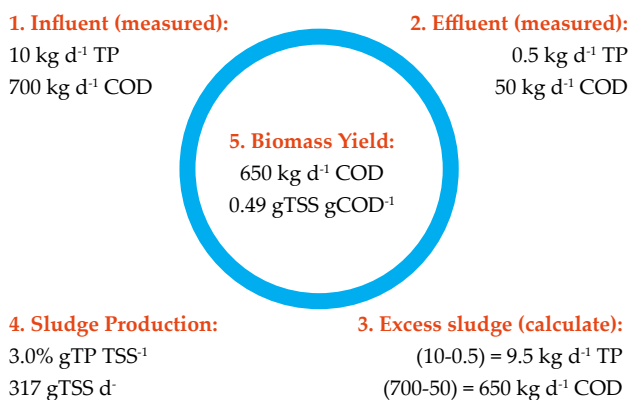 1. Influent (measured):
10 kg d⁻¹ TP
700 kg d⁻¹ COD
2. Effluent (measured):
0.5 kg d⁻¹ TP
50 kg d⁻¹ COD
5. Biomass Yield:
650 kg d⁻¹ COD
0.49 gTSS gCOD⁻¹
4. Sludge Production:
3.0% gTP TSS⁻¹
317 gTSS d⁻
3. Excess sludge (calculate):
(10-0.5) = 9.5 kg d⁻¹ TP
(700-50) = 650 kg d⁻¹ COD